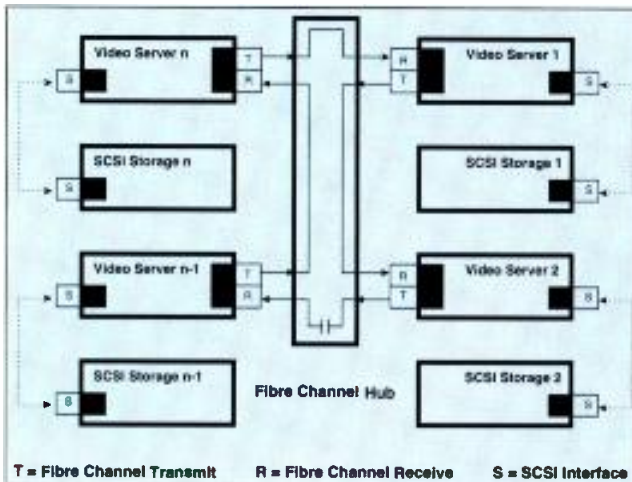 Video Server n
T
R
S
SCSI Storage n
S
Video Server n-1
T
R
S
SCSI Storage n-1
S
Video Server 1
R
T
S
SCSI Storage 1
S
Video Server 2
R
T
S
SCSI Storage 2
S
Fibre Channel Hub
T = Fibre Channel Transmit R = Fibre Channel Receive S = SCSI Interface